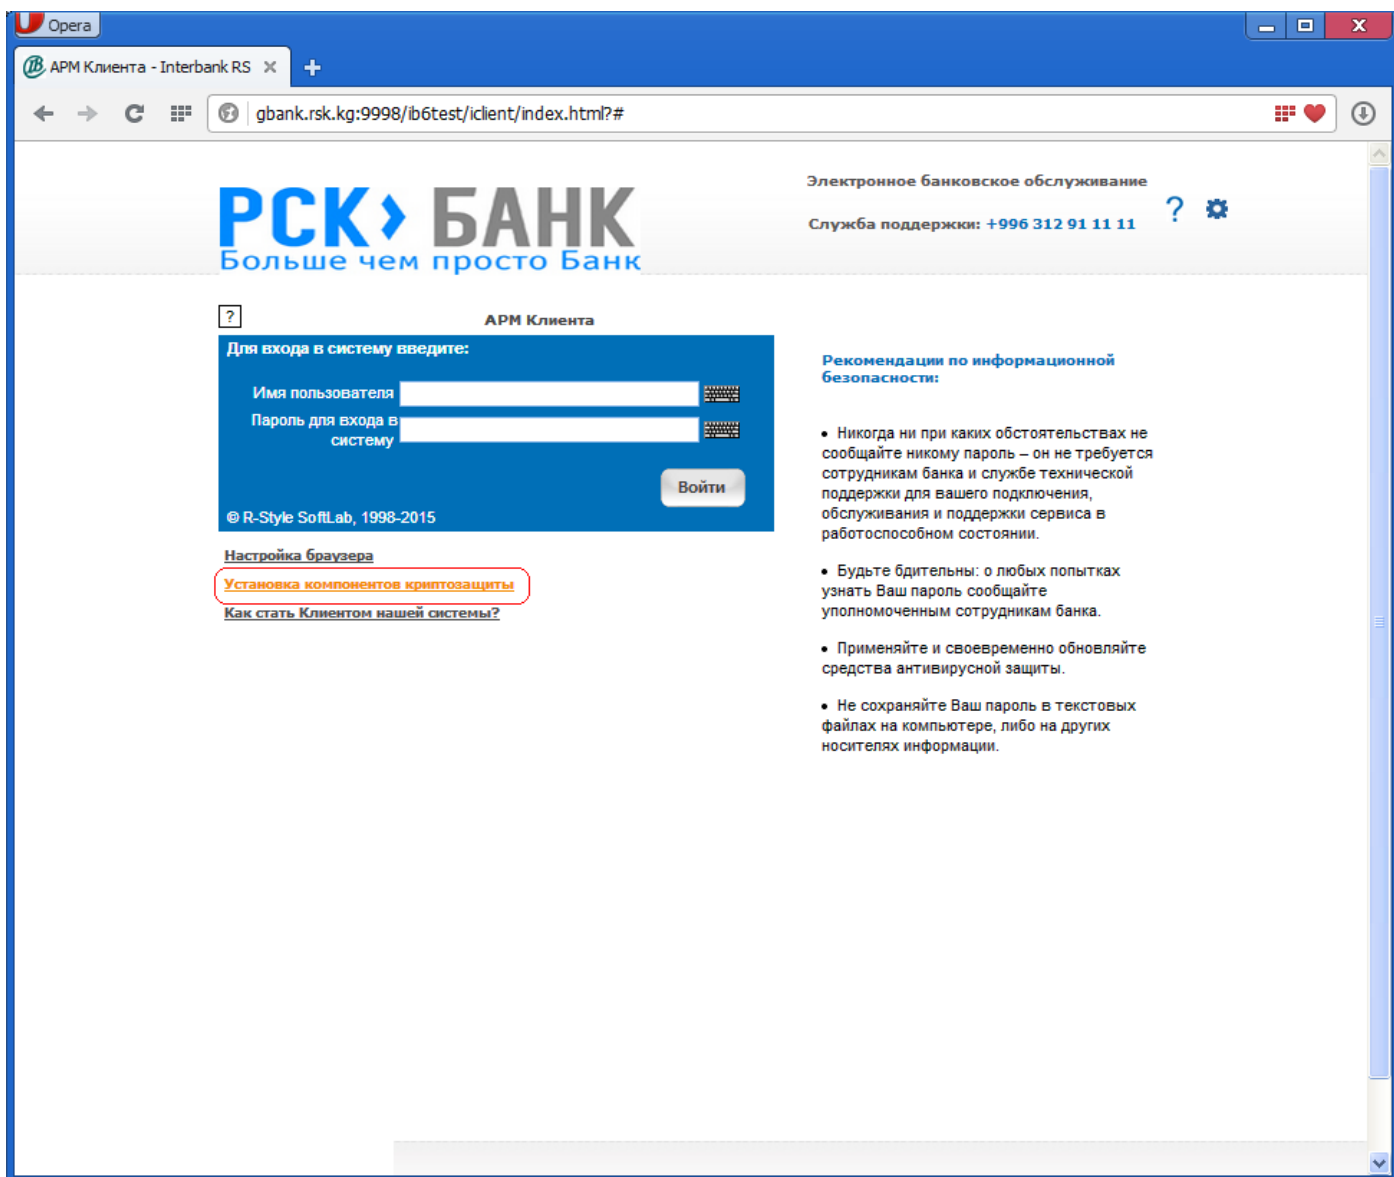 Opera
АРМ Клиента - Interbank RS
gbank.rsk.kg:9998/ib6test/iclient/index.html?#
РСК БАНК
Больше чем просто Банк
Электронное банковское обслуживание
Служба поддержки: +996 312 91 11 11
?
?
АРМ Клиента
Для входа в систему введите:
Имя пользователя
Пароль для входа в
систему
Войти
© R-Style SoftLab, 1998-2015
Настройка браузера
Установка компонентов криптозащиты
Как стать Клиентом нашей системы?
Рекомендации по информационной
безопасности:
• Никогда ни при каких обстоятельствах не
сообщайте никому пароль – он не требуется
сотрудникам банка и службе технической
поддержки для вашего подключения,
обслуживания и поддержки сервиса в
работоспособном состоянии.
• Будьте бдительны: о любых попытках
узнать Ваш пароль сообщайте
уполномоченным сотрудникам банка.
• Применяйте и своевременно обновляйте
средства антивирусной защиты.
• Не сохраняйте Ваш пароль в текстовых
файлах на компьютере, либо на других
носителях информации.